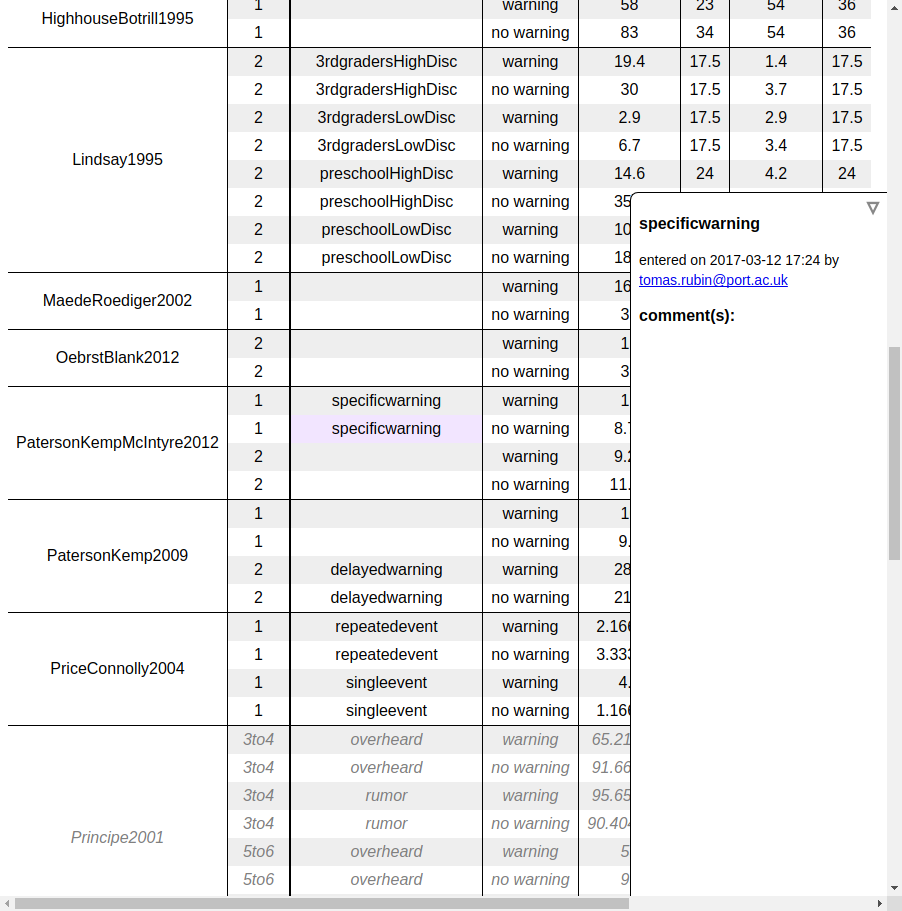 HighhouseBotrill1995
1 warning 58 23 54 36
1 no warning 83 34 54 36
Lindsay1995
2 3rdgradersHighDisc warning 19.4 17.5 1.4 17.5
2 3rdgradersHighDisc no warning 30 17.5 3.7 17.5
2 3rdgradersLowDisc warning 2.9 17.5 2.9 17.5
2 3rdgradersLowDisc no warning 6.7 17.5 3.4 17.5
2 preschoolHighDisc warning 14.6 24 4.2 24
2 preschoolHighDisc no warning 35
2 preschoolLowDisc warning 10
2 preschoolLowDisc no warning 18
MaedeRoediger2002
1 warning 16
1 no warning 3
OebrstBlank2012
2 warning 1
2 no warning 3
PatersonKempMcIntyre2012
1 specificwarning warning 1
1 specificwarning no warning 8.
2 warning 9.
2 no warning 11.
PatersonKemp2009
1 warning 1
1 no warning 9.
2 delayedwarning warning 28
2 delayedwarning no warning 21
PriceConnolly2004
1 repeatedevent warning 2.16
1 repeatedevent no warning 3.33
1 singleevent warning 4.
1 singleevent no warning 1.16
Principe2001
3to4 overheard warning 65.21
3to4 overheard no warning 91.66
3to4 rumor warning 95.65
3to4 rumor no warning 90.40
5to6 overheard warning 5
5to6 overheard no warning 9
specificwarning
entered on 2017-03-12 17:24 by
tomas.rubin@port.ac.uk
comment(s):